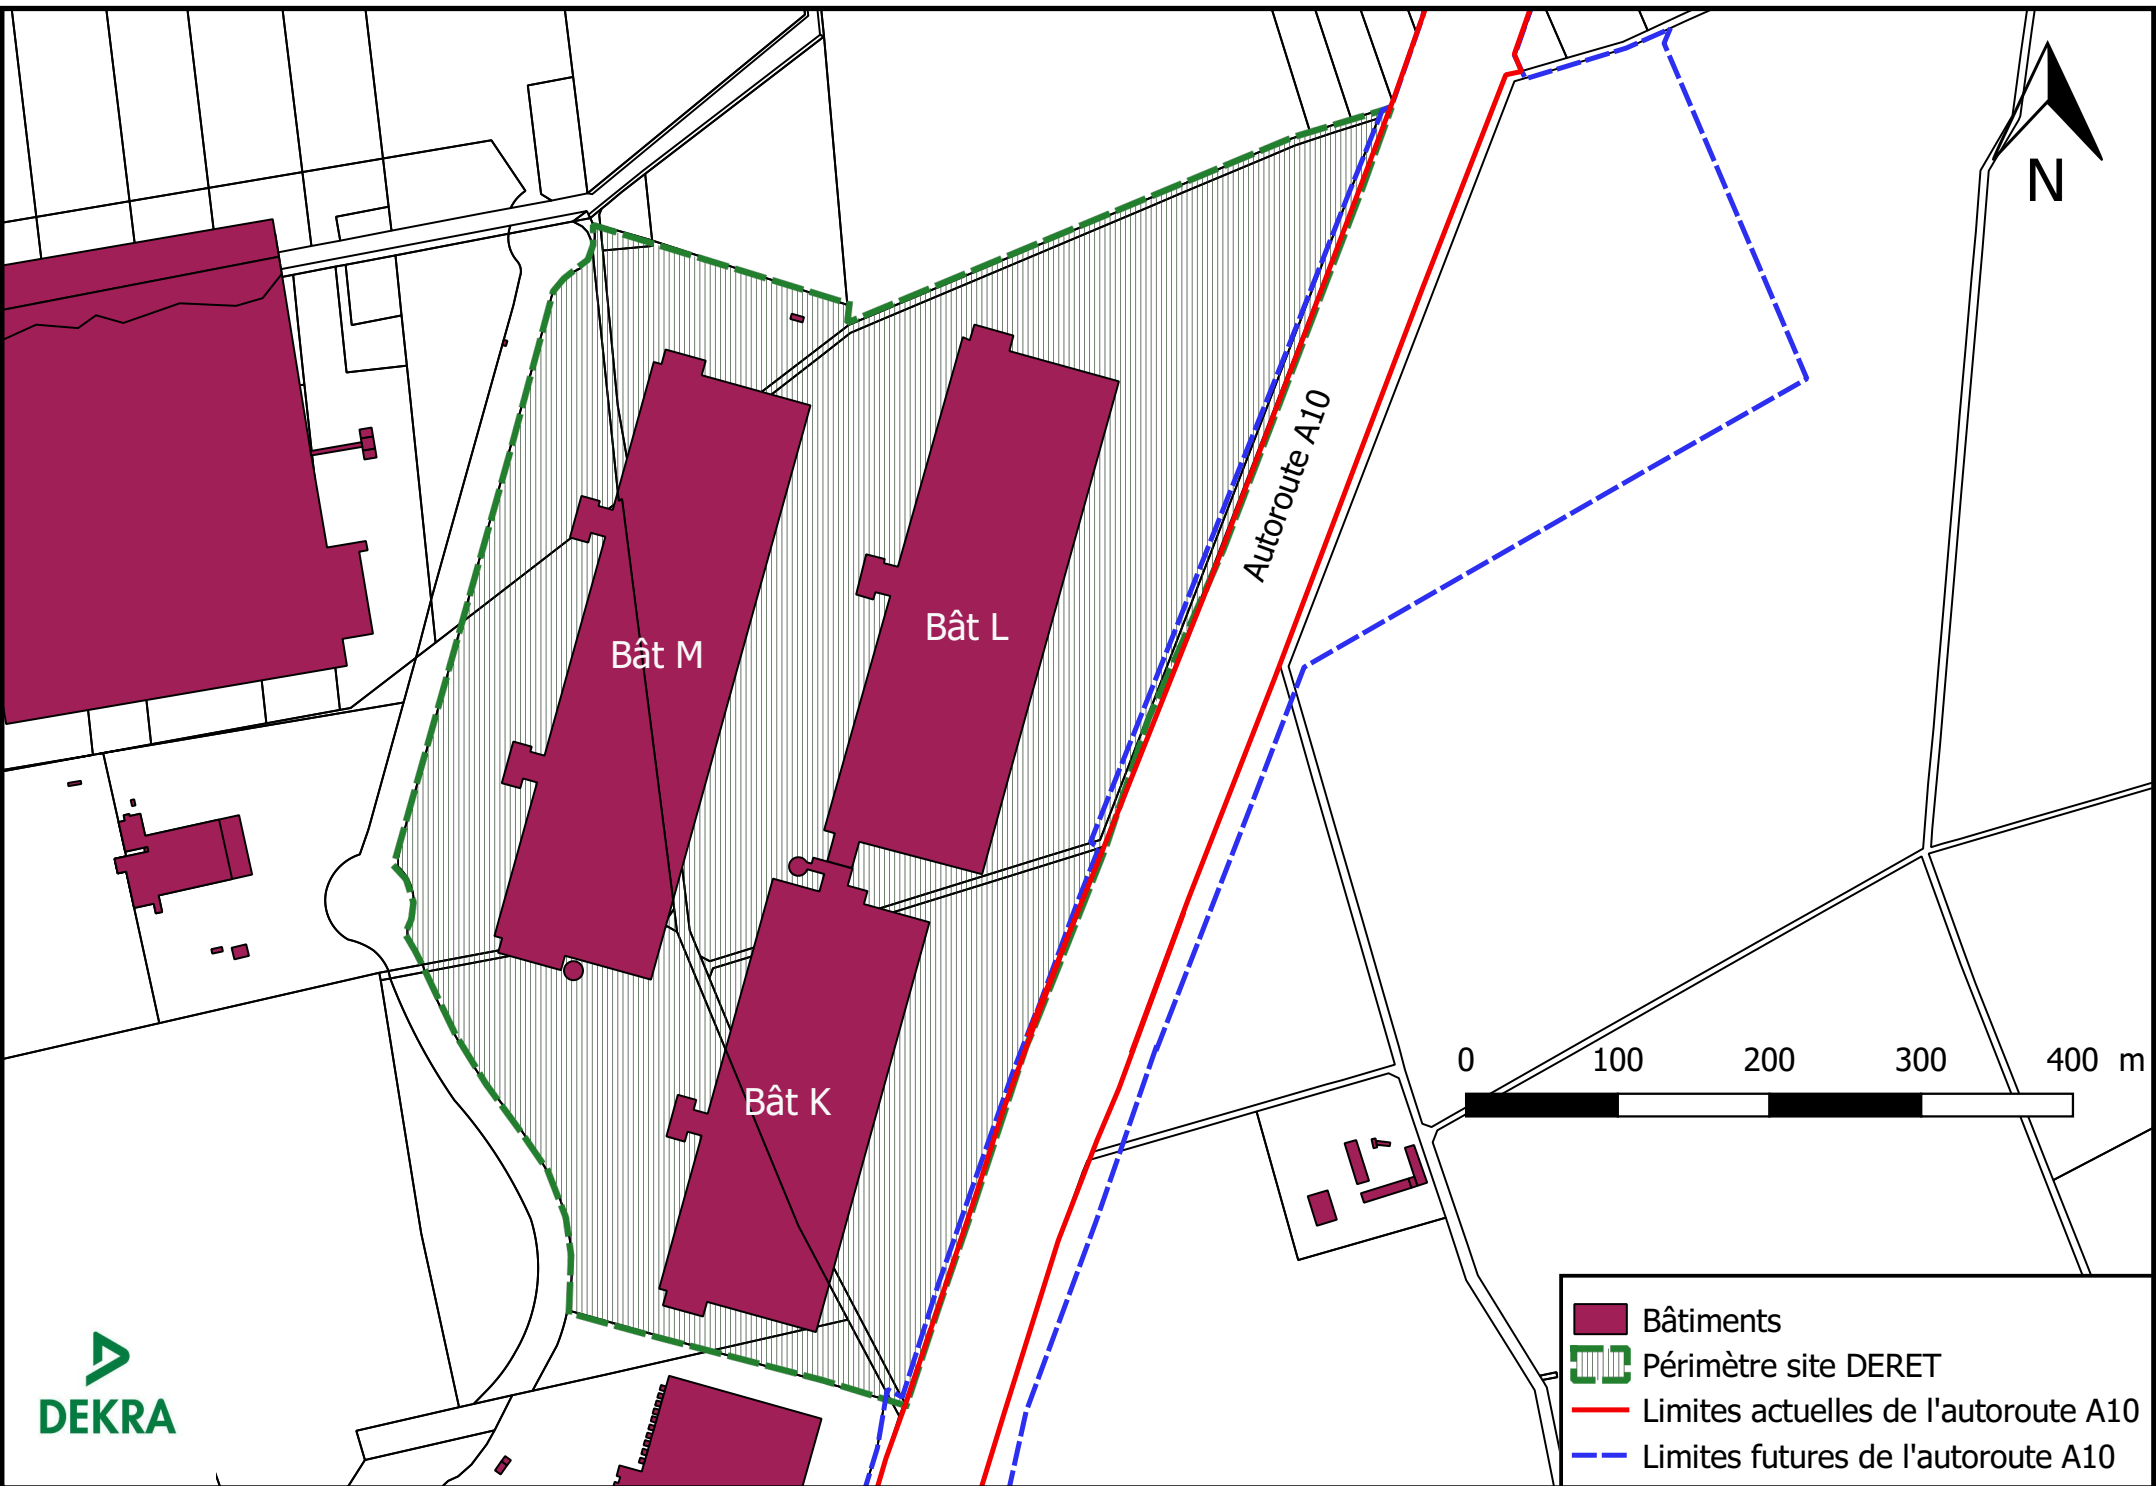 N
Autoroute A10
Bât L
Bât M
Bât K
0 100 200 300 400 m
Bâtiments
Périmètre site DERET
Limites actuelles de l'autoroute A10
Limites futures de l'autoroute A10
DEKRA